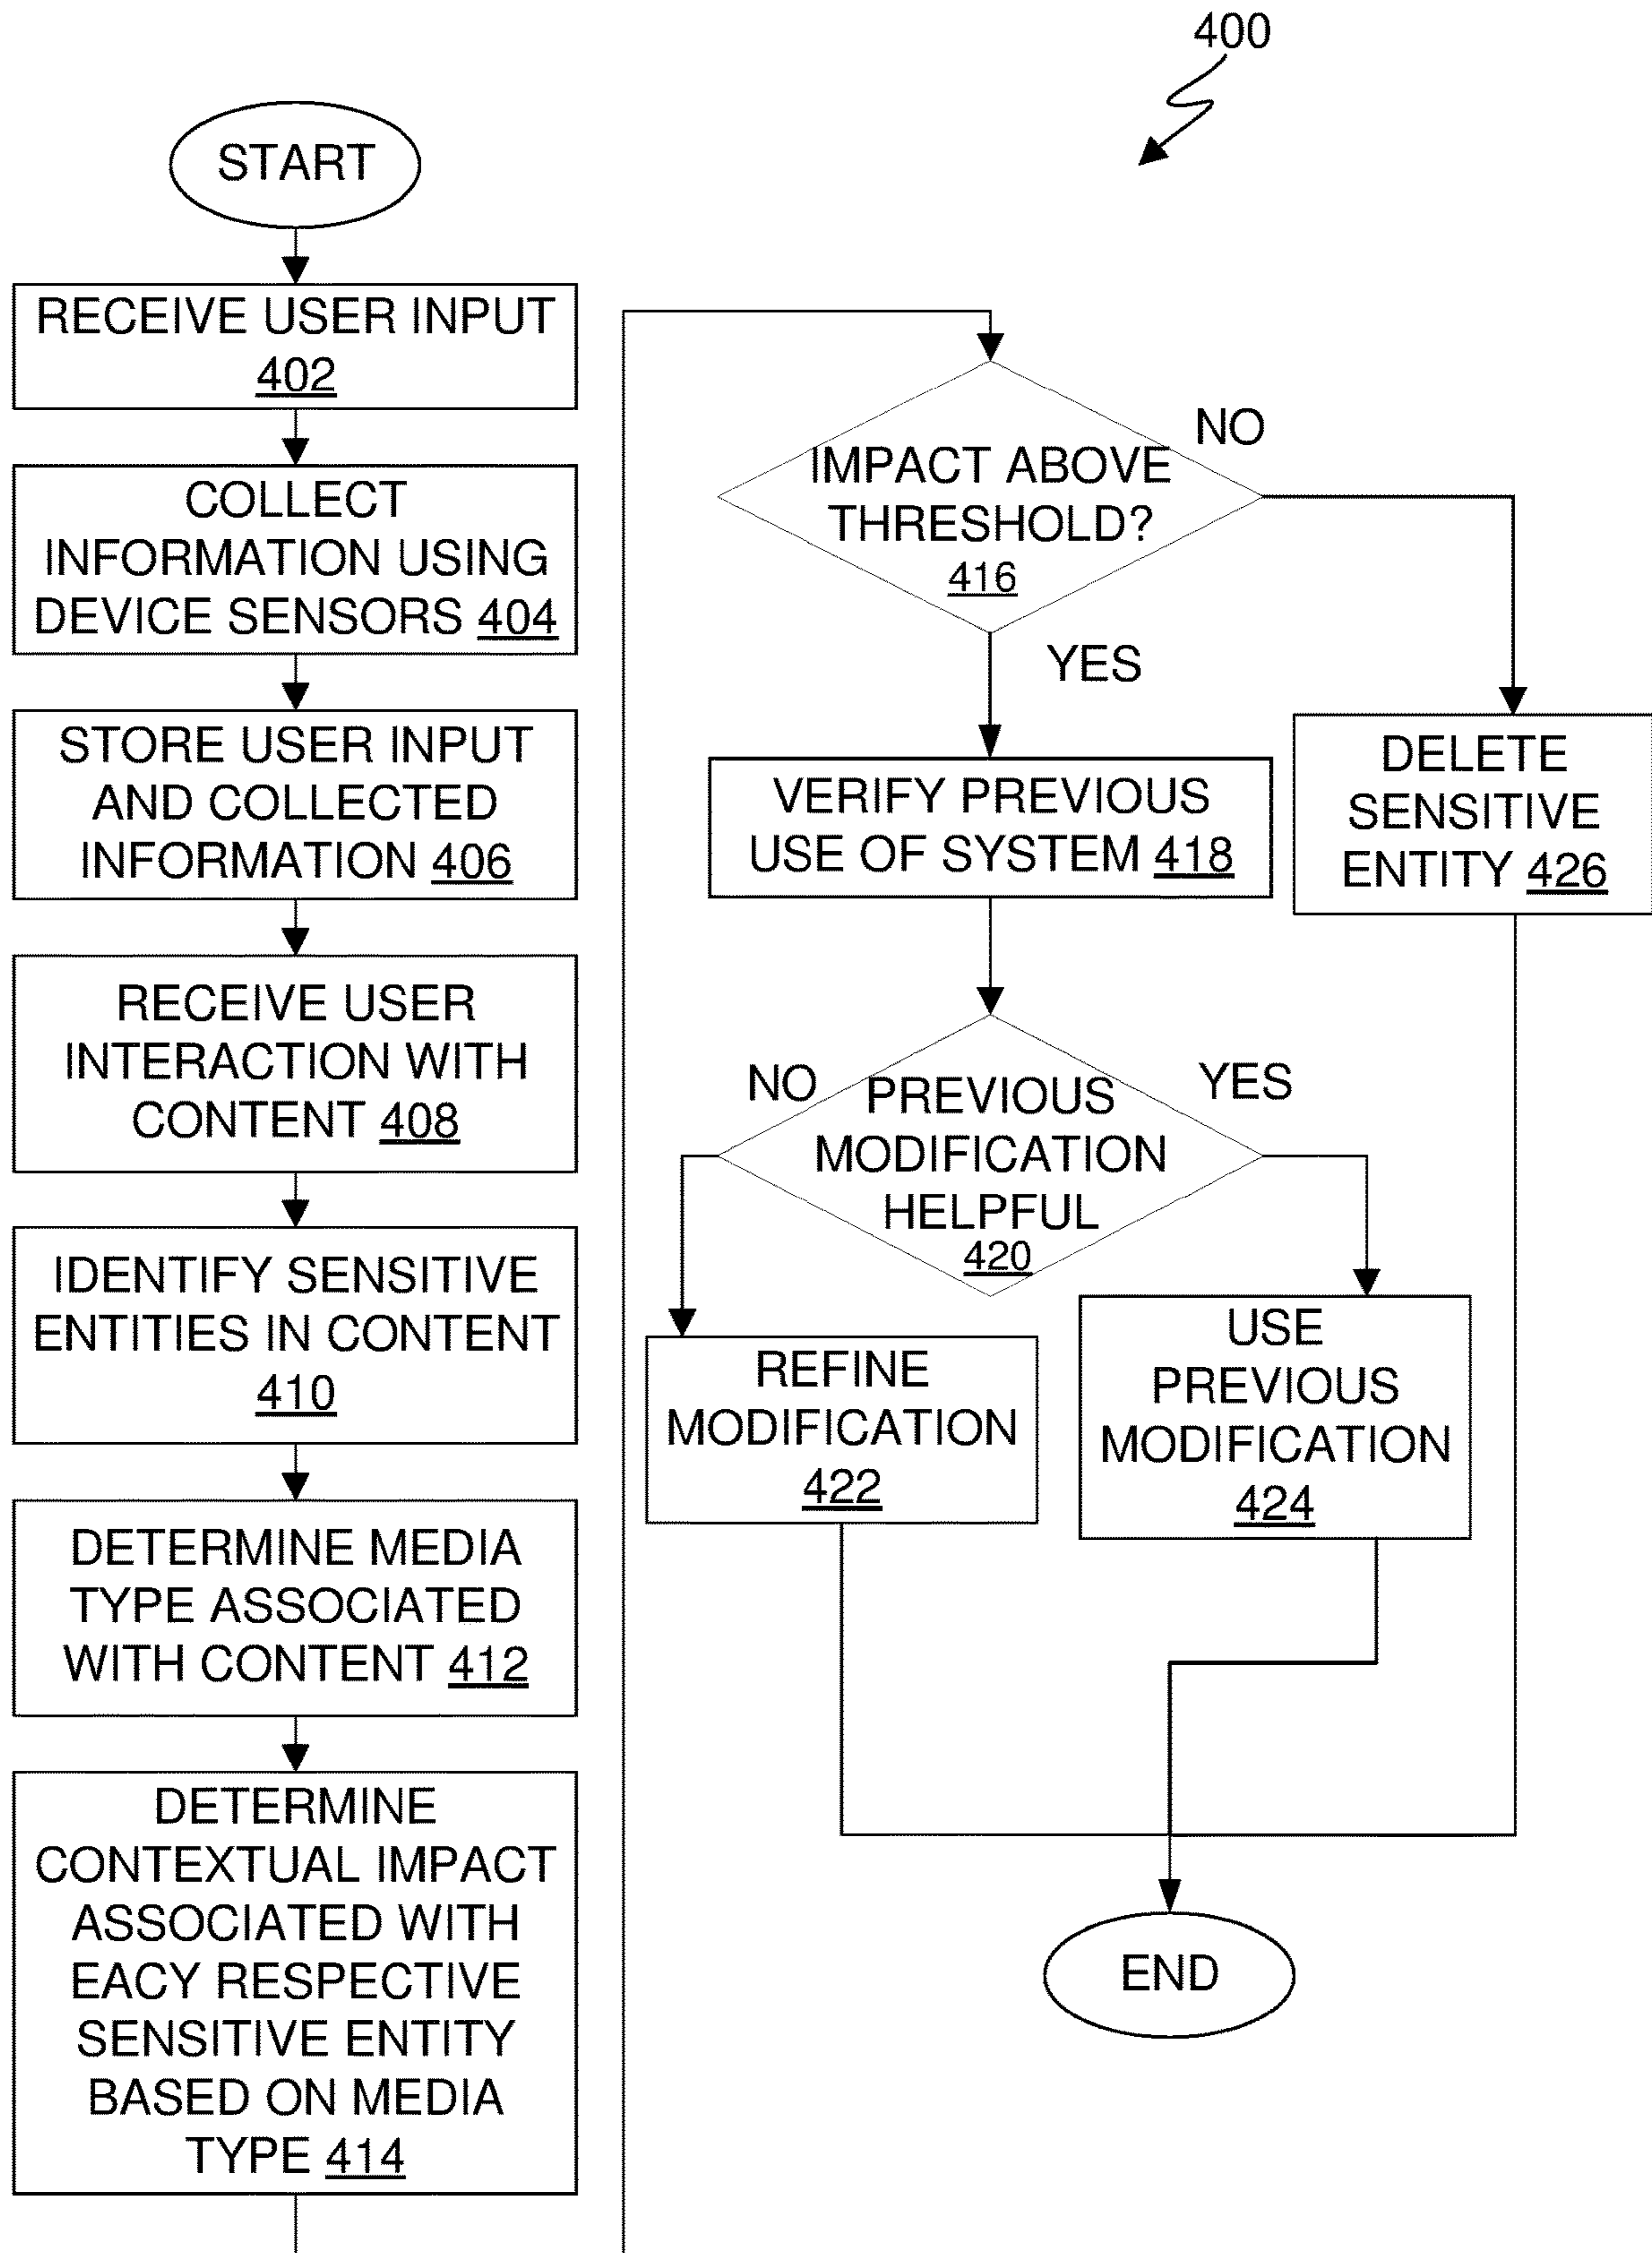 400
START
RECEIVE USER INPUT
402
COLLECT
INFORMATION USING
DEVICE SENSORS 404
STORE USER INPUT
AND COLLECTED
INFORMATION 406
RECEIVE USER
INTERACTION WITH
CONTENT 408
IDENTIFY SENSITIVE
ENTITIES IN CONTENT
410
DETERMINE MEDIA
TYPE ASSOCIATED
WITH CONTENT 412
DETERMINE
CONTEXTUAL IMPACT
ASSOCIATED WITH
EACY RESPECTIVE
SENSITIVE ENTITY
BASED ON MEDIA
TYPE 414
IMPACT ABOVE
THRESHOLD?
416
NO
YES
VERIFY PREVIOUS
USE OF SYSTEM 418
DELETE
SENSITIVE
ENTITY 426
PREVIOUS
MODIFICATION
HELPFUL
420
NO
YES
REFINE
MODIFICATION
422
USE
PREVIOUS
MODIFICATION
424
END